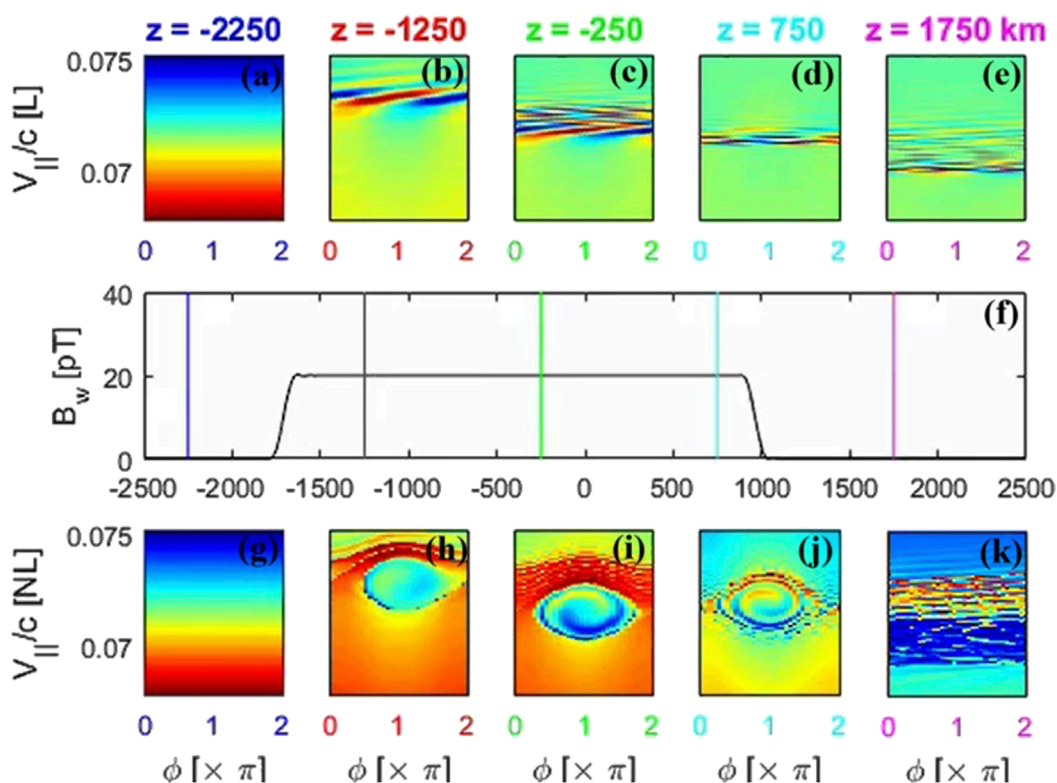 z = -2250 z = -1250 z = -250 z = 750 z = 1750 km
0.075 (a) (b) (c) (d) (e)
V||/c [L]
0.07
0 1 2 0 1 2 0 1 2 0 1 2 0 1 2
40 (f)
Bw [pT]
20
0
-2500 -2000 -1500 -1000 -500 0 500 1000 1500 2000 2500
0.075 (g) (h) (i) (j) (k)
V||/c [NL]
0.07
0 1 2 0 1 2 0 1 2 0 1 2 0 1 2
ϕ [× π] ϕ [× π] ϕ [× π] ϕ [× π] ϕ [× π]